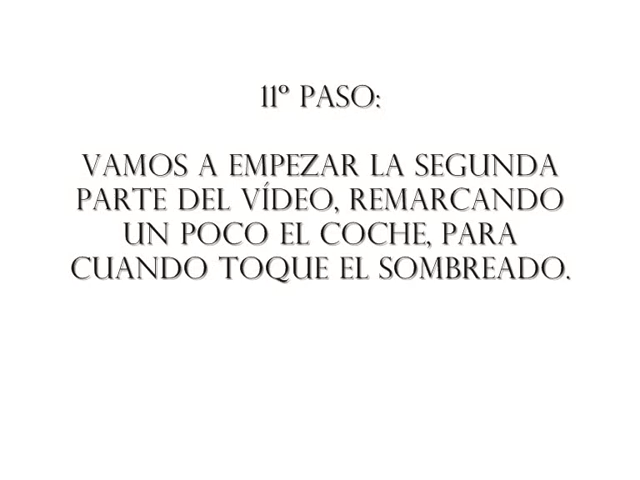 11º PASO:
VAMOS A EMPEZAR LA SEGUNDA
PARTE DEL VÍDEO, REMARCANDO
UN POCO EL COCHE, PARA
CUANDO TOQUE EL SOMBREADO.